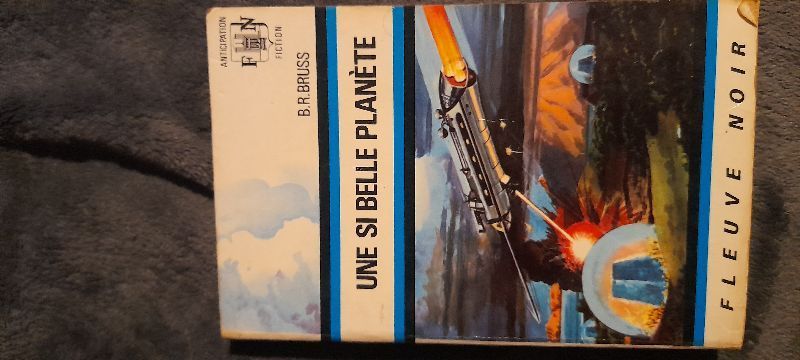 ANTICIPATION
FN
FICTION
B.R. BRUSS
UNE SI BELLE PLANÈTE
FLEUVE NOIR